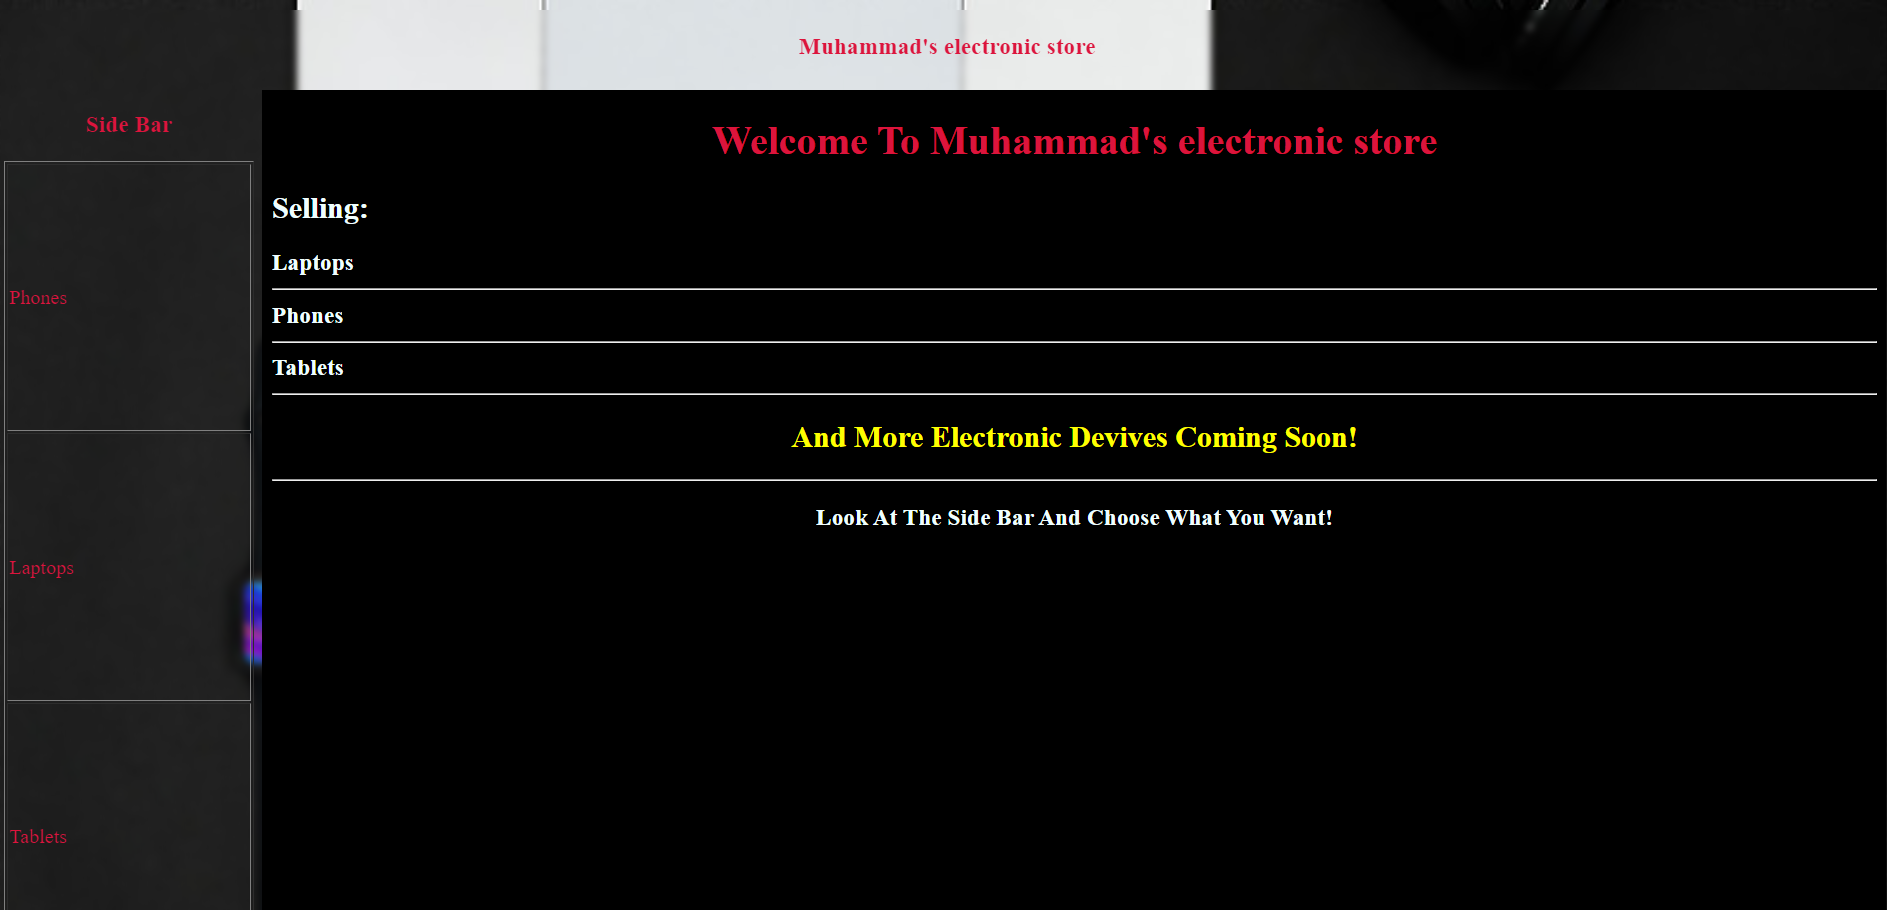 Muhammad's electronic store
Side Bar
Phones
Laptops
Tablets
Welcome To Muhammad's electronic store
Selling:
Laptops
Phones
Tablets
And More Electronic Devives Coming Soon!
Look At The Side Bar And Choose What You Want!